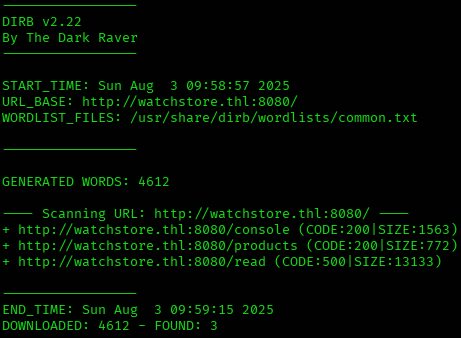 -----------------
DIRB v2.22
By The Dark Raver
-----------------
START_TIME: Sun Aug  3 09:58:57 2025
URL_BASE: http://watchstore.thl:8080/
WORDLIST_FILES: /usr/share/dirb/wordlists/common.txt
-----------------
GENERATED WORDS: 4612
---- Scanning URL: http://watchstore.thl:8080/ ----
+ http://watchstore.thl:8080/console (CODE:200|SIZE:1563)
+ http://watchstore.thl:8080/products (CODE:200|SIZE:772)
+ http://watchstore.thl:8080/read (CODE:500|SIZE:13133)
-----------------
END_TIME: Sun Aug  3 09:59:15 2025
DOWNLOADED: 4612 - FOUND: 3